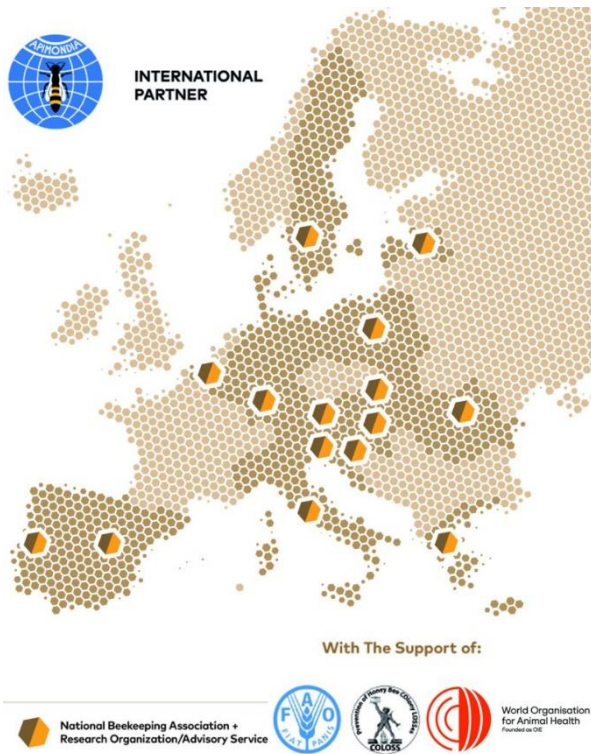 APIMONDIA
INTERNATIONAL
PARTNER
With The Support of:
National Beekeeping Association +
Research Organization/Advisory Service
F A O
FIAT PANIS
Prevention of Honey Bee COlony LOSSes
COLOSS
World Organisation
for Animal Health
Founded as OIE